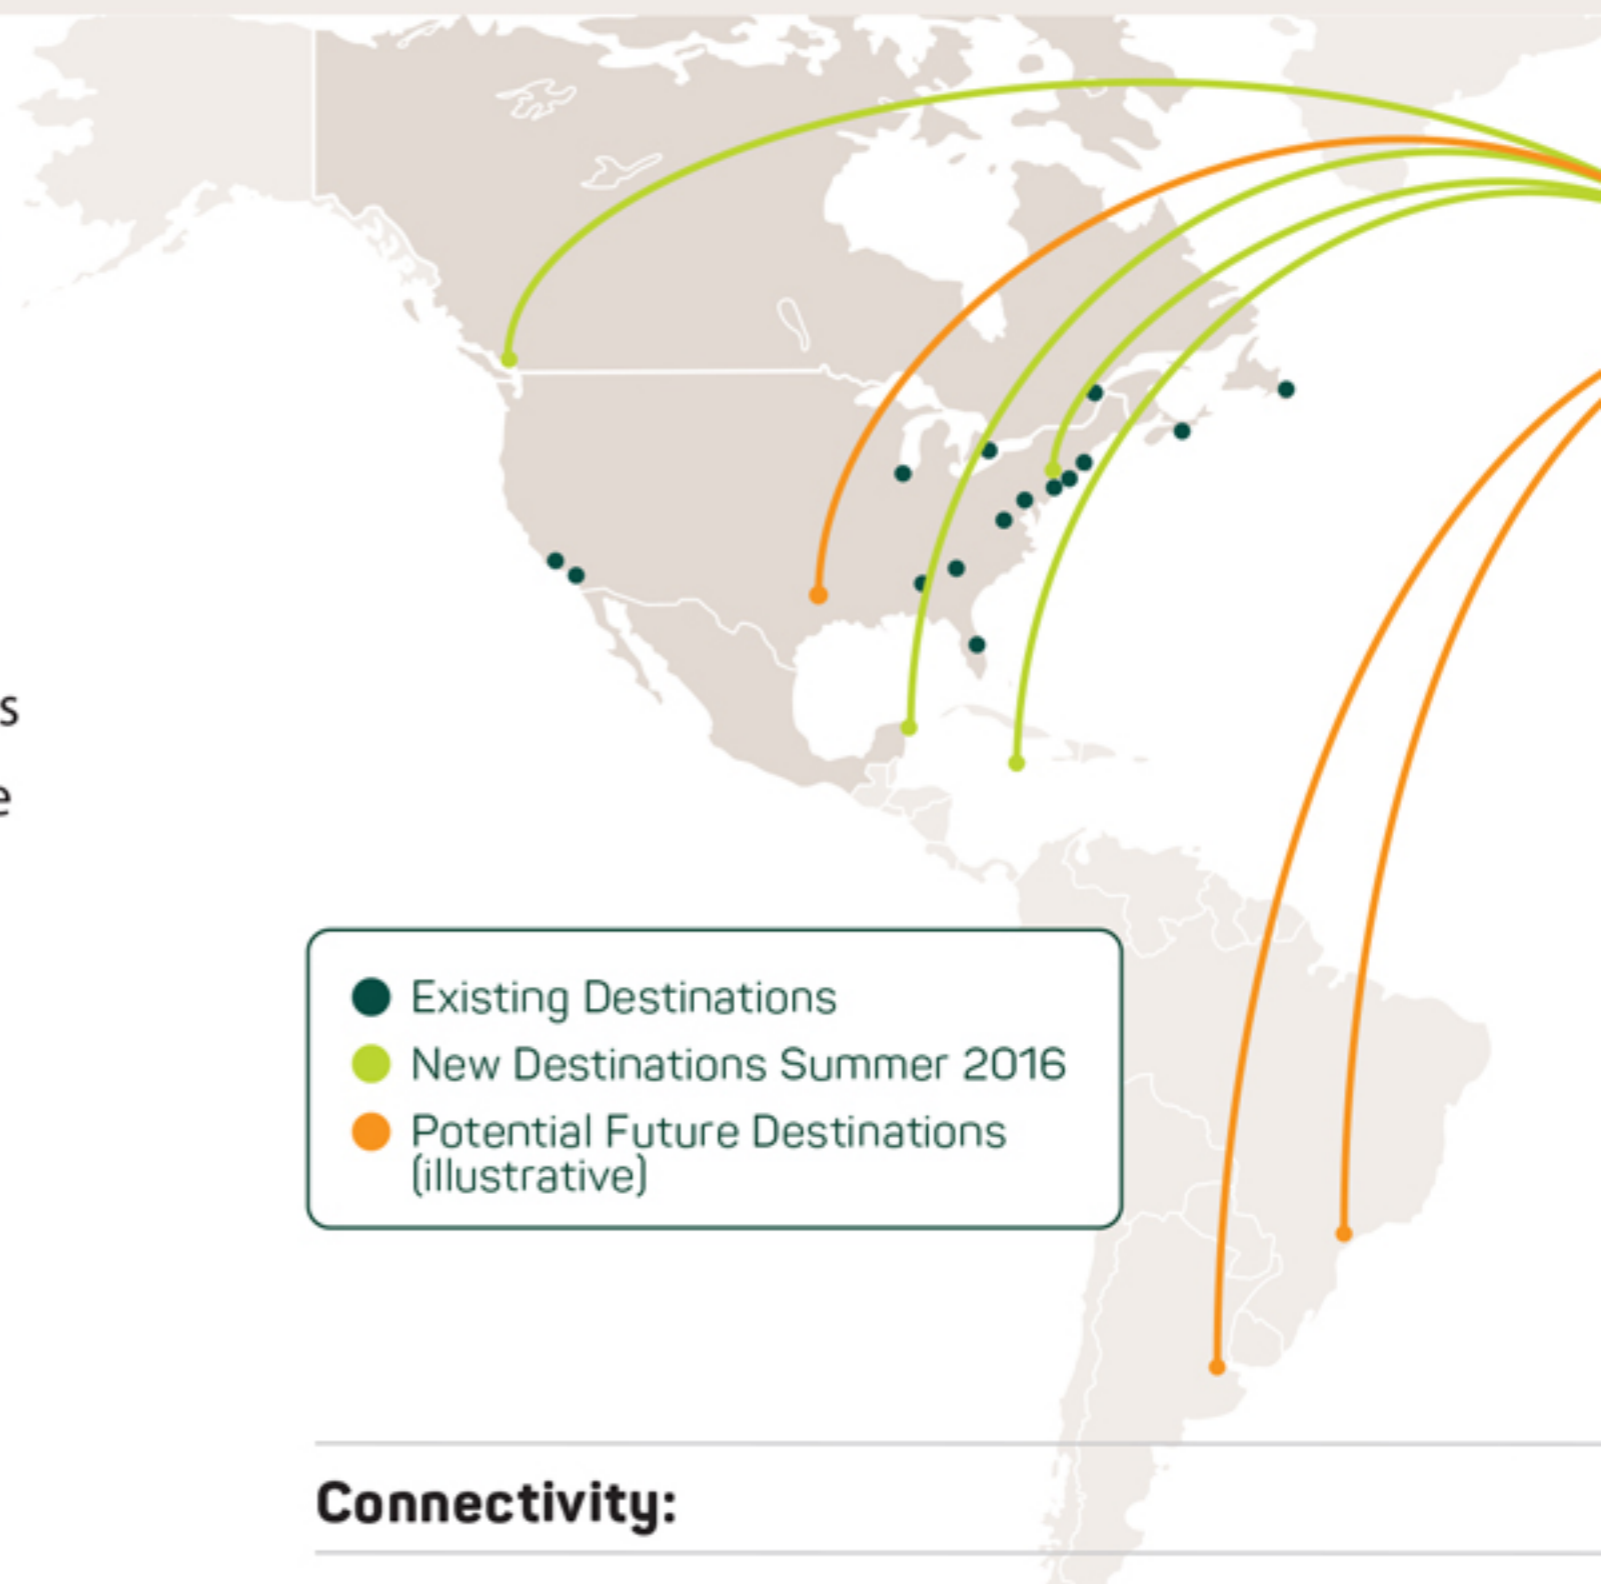 s
e
Existing Destinations
New Destinations Summer 2016
Potential Future Destinations
(illustrative)
Connectivity: